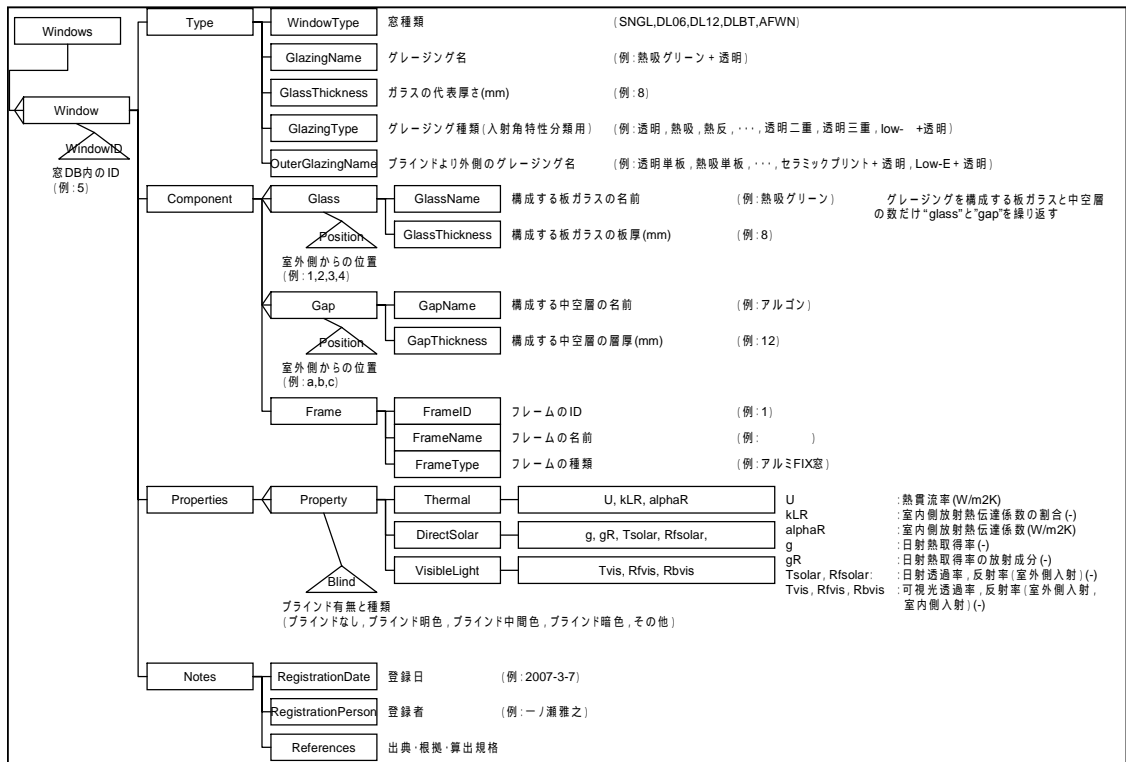 Windows
Window
WindowID
窓DB内のID
(例:5)
Type
WindowType 窓種類 (SNGL,DL06,DL12,DLBT,AFWN)
GlazingName グレージング名 (例:熱吸グリーン+透明)
GlassThickness ガラスの代表厚さ(mm) (例:8)
GlazingType グレージング種類(入射角特性分類用) (例:透明,熱吸,熱反,・・・,透明二重,透明三重,low- +透明)
OuterGlazingName ブラインドより外側のグレージング名 (例:透明単板,熱吸単板,・・・,セラミックプリント+透明,Low-E+透明)
Component
Glass
Position
室外側からの位置
(例:1,2,3,4)
GlassName 構成する板ガラスの名前 (例:熱吸グリーン)
GlassThickness 構成する板ガラスの板厚(mm) (例:8)
グレージングを構成する板ガラスと中空層
の数だけ“glass”と”gap”を繰り返す
Gap
Position
室外側からの位置
(例:a,b,c)
GapName 構成する中空層の名前 (例:アルゴン)
GapThickness 構成する中空層の層厚(mm) (例:12)
Frame
FrameID フレームのID (例:1)
FrameName フレームの名前 (例: )
FrameType フレームの種類 (例:アルミFIX窓)
Properties
Property
Blind
ブラインド有無と種類
(ブラインドなし,ブラインド明色,ブラインド中間色,ブラインド暗色,その他)
Thermal U, kLR, alphaR
DirectSolar g, gR, Tsolar, Rfsolar,
VisibleLight Tvis, Rfvis, Rbvis
U :熱貫流率(W/m2K)
kLR :室内側放射熱伝達係数の割合(-)
alphaR :室内側放射熱伝達係数(W/m2K)
g :日射熱取得率(-)
gR :日射熱取得率の放射成分(-)
Tsolar, Rfsolar: :日射透過率,反射率(室外側入射)(-)
Tvis, Rfvis, Rbvis :可視光透過率,反射率(室外側入射,
室内側入射)(-)
Notes
RegistrationDate 登録日 (例:2007-3-7)
RegistrationPerson 登録者 (例:一ノ瀬雅之)
References 出典・根拠・算出規格